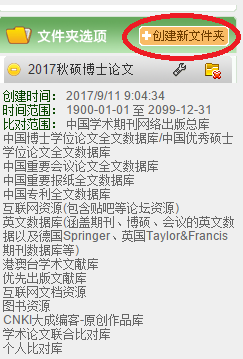 文件夹选项 创建新文件夹
2017秋硕博士论文
创建时间： 2017/9/11 9:04:34
时间范围： 1900-01-01 至 2099-12-31
比对范围： 中国学术期刊网络出版总库
中国博士学位论文全文数据库/中国优秀硕士
学位论文全文数据库
中国重要会议论文全文数据库
中国重要报纸全文数据库
中国专利全文数据库
互联网资源(包含贴吧等论坛资源)
英文数据库(涵盖期刊、博硕、会议的英文数
据以及德国Springer、英国Taylor&Francis
期刊数据库等)
港澳台学术文献库
优先出版文献库
互联网文档资源
图书资源
CNKI大成编客-原创作品库
学术论文联合比对库
个人比对库